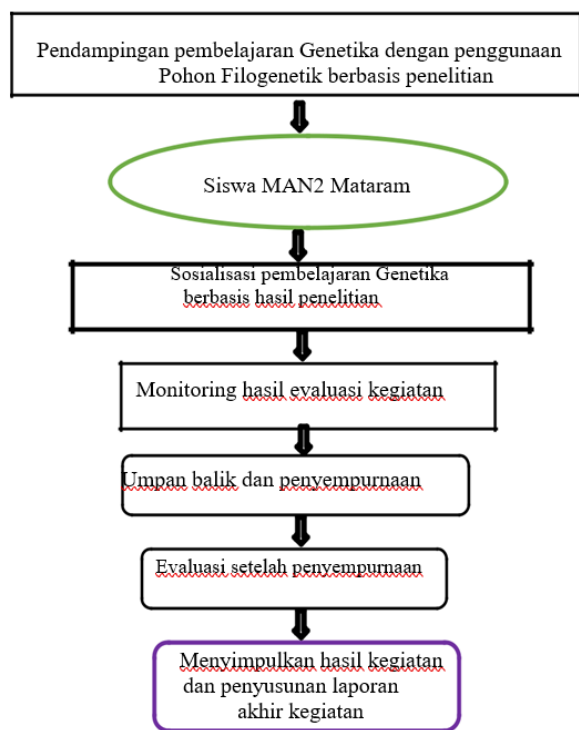 Pendampingan pembelajaran Genetika dengan penggunaan
Pohon Filogenetik berbasis penelitian
Siswa MAN2 Mataram
Sosialisasi pembelajaran Genetika
berbasis hasil penelitian
Monitoring hasil evaluasi kegiatan
Umpan balik dan penyempurnaan
Evaluasi setelah penyempurnaan
Menyimpulkan hasil kegiatan
dan penyusunan laporan
akhir kegiatan